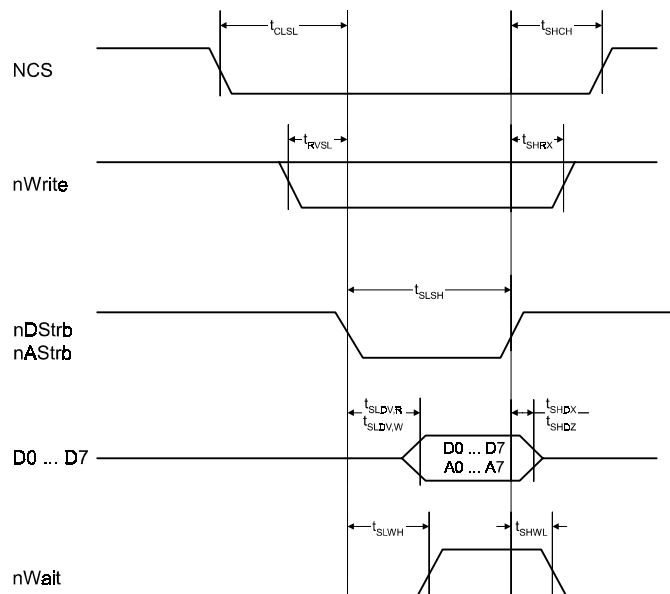 tCLSL
tSHCH
NCS
tRVSL
tSHRX
nWrite
tSLSH
nDStrb
nAStrb
tSLDV,R
tSLDV,W
tSHDX
tSHDZ
D0 ... D7
D0 ... D7
A0 ... A7
tSLWH
tSHWL
nWait